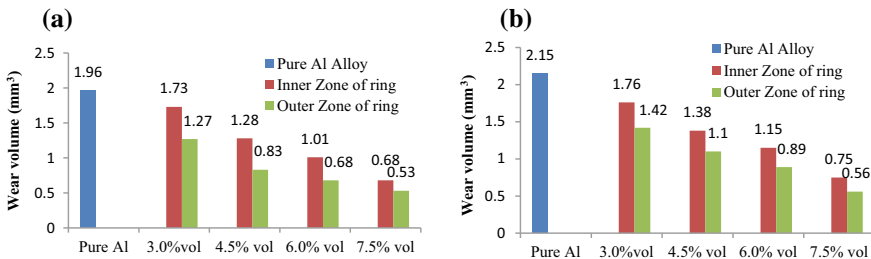 (a)
Wear volume (mm³)
2.5
2
1.5
1
0.5
0
1.96
1.73
1.27
1.28
0.83
1.01
0.68
0.68
0.53
Pure Al Alloy
Inner Zone of ring
Outer Zone of ring
Pure Al
3.0%vol
4.5% vol
6.0% vol
7.5% vol
(b)
Wear volume (mm³)
2.5
2
1.5
1
0.5
0
2.15
1.76
1.42
1.38
1.1
1.15
0.89
0.75
0.56
Pure Al Alloy
Inner Zone of ring
Outer Zone of ring
Pure Al
3.0%vol
4.5% vol
6.0% vol
7.5% vol